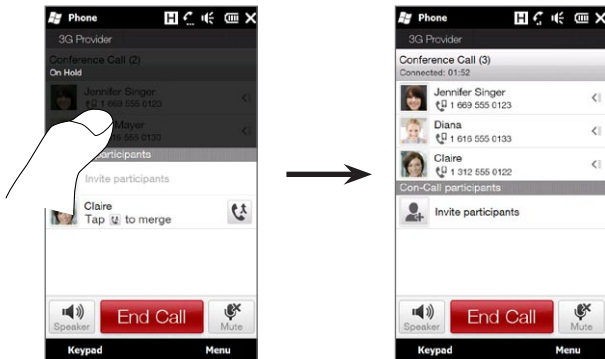 Phone
3G Provider
Conference Call (2)
On Hold
Jennifer Singer
1 669 555 0123
Mayer
555 0133
participants
Invite participants
Claire
Tap to merge
Speaker
End Call
Mute
Keypad
Menu
Phone
3G Provider
Conference Call (3)
Connected: 01:52
Jennifer Singer
1 669 555 0123
Diana
1 616 555 0133
Claire
1 312 555 0122
Con-Call participants
Invite participants
Speaker
End Call
Mute
Keypad
Menu